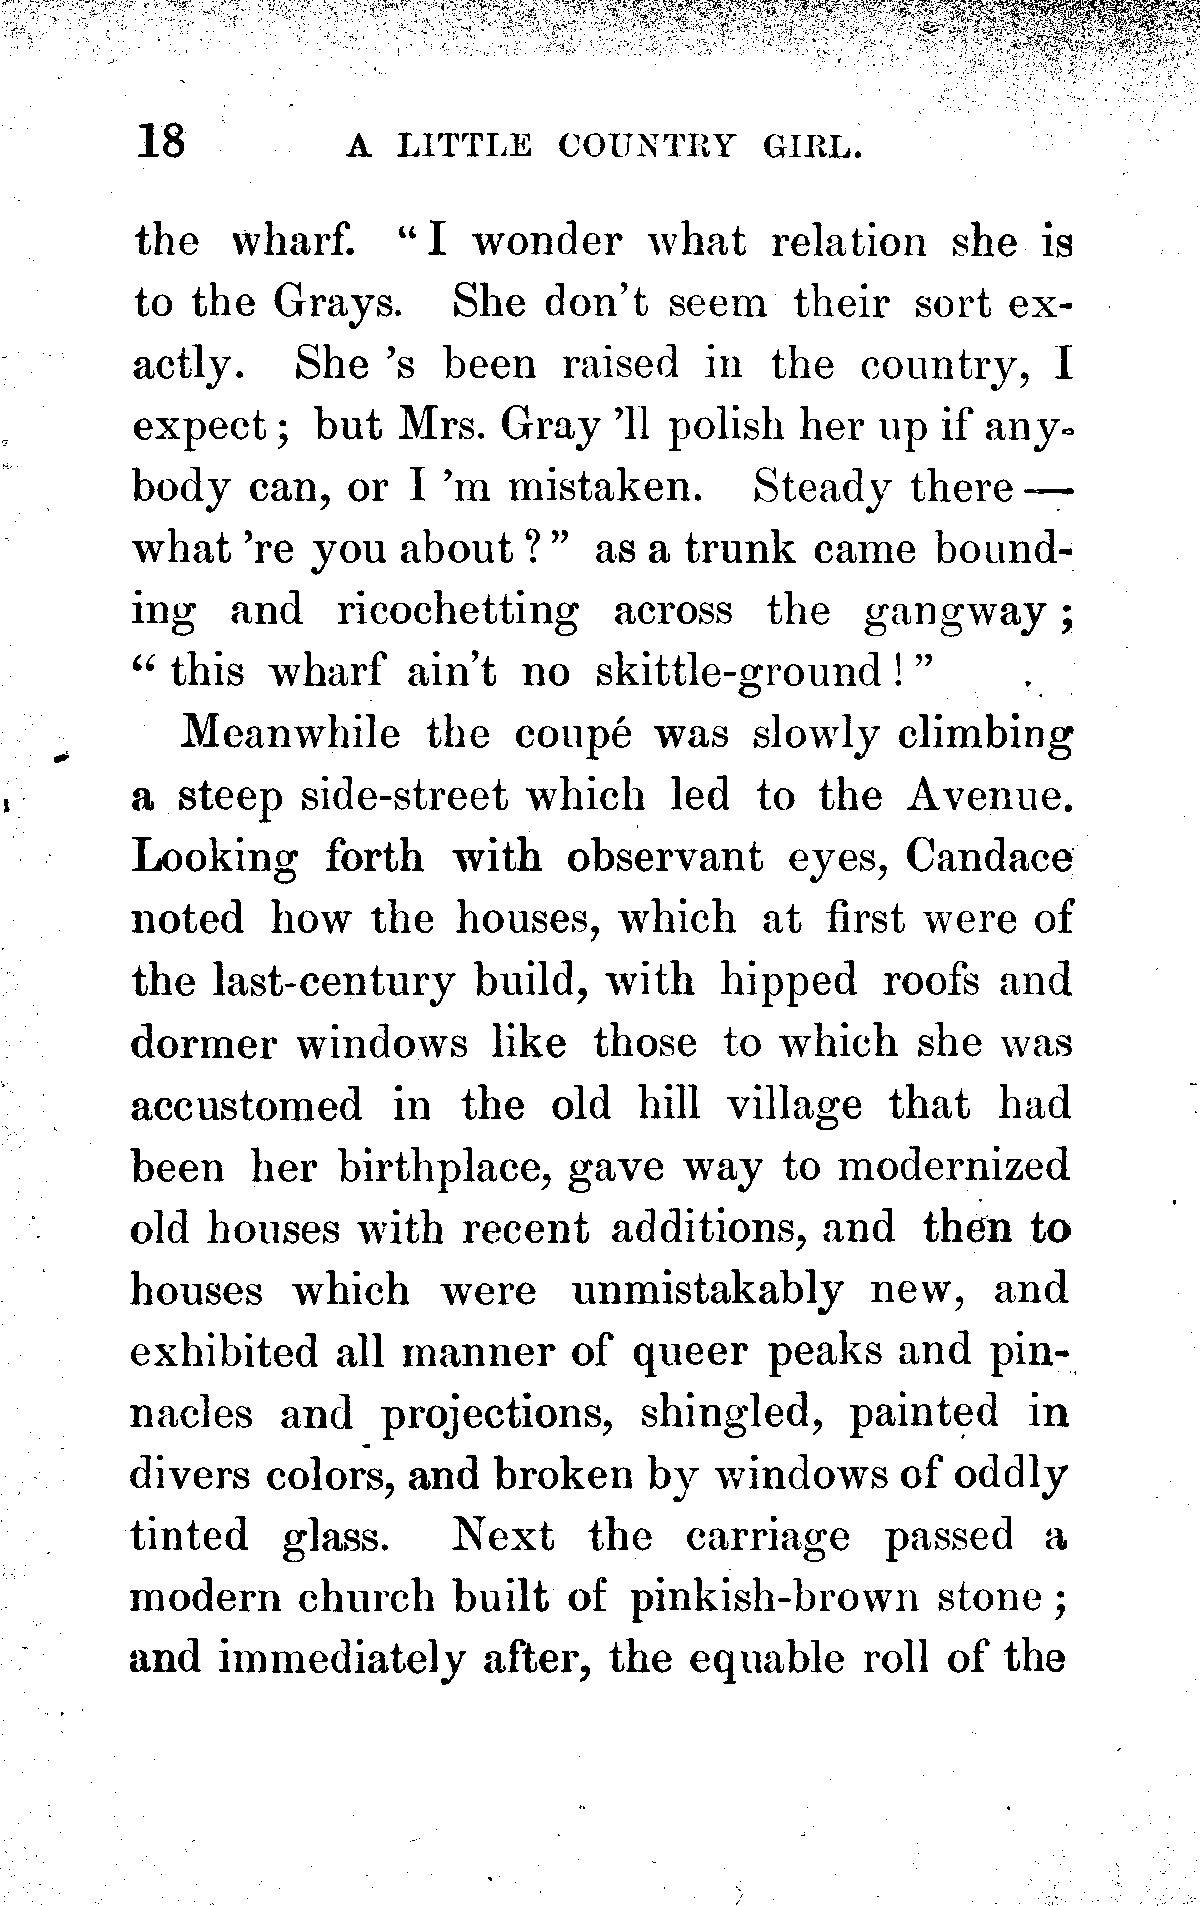 18 A LITTLE COUNTRY GIRL.
the wharf. “I wonder what relation she is
to the Grays. She don’t seem their sort ex-
actly. She ’s been raised in the country, I
expect; but Mrs. Gray ’ll polish her up if any-
body can, or I ’m mistaken. Steady there —
what ’re you about?” as a trunk came bound-
ing and ricochetting across the gangway;
“this wharf ain’t no skittle-ground!”
Meanwhile the coupé was slowly climbing
a steep side-street which led to the Avenue.
Looking forth with observant eyes, Candace
noted how the houses, which at first were of
the last-century build, with hipped roofs and
dormer windows like those to which she was
accustomed in the old hill village that had
been her birthplace, gave way to modernized
old houses with recent additions, and then to
houses which were unmistakably new, and
exhibited all manner of queer peaks and pin-
nacles and projections, shingled, painted in
divers colors, and broken by windows of oddly
tinted glass. Next the carriage passed a
modern church built of pinkish-brown stone;
and immediately after, the equable roll of the